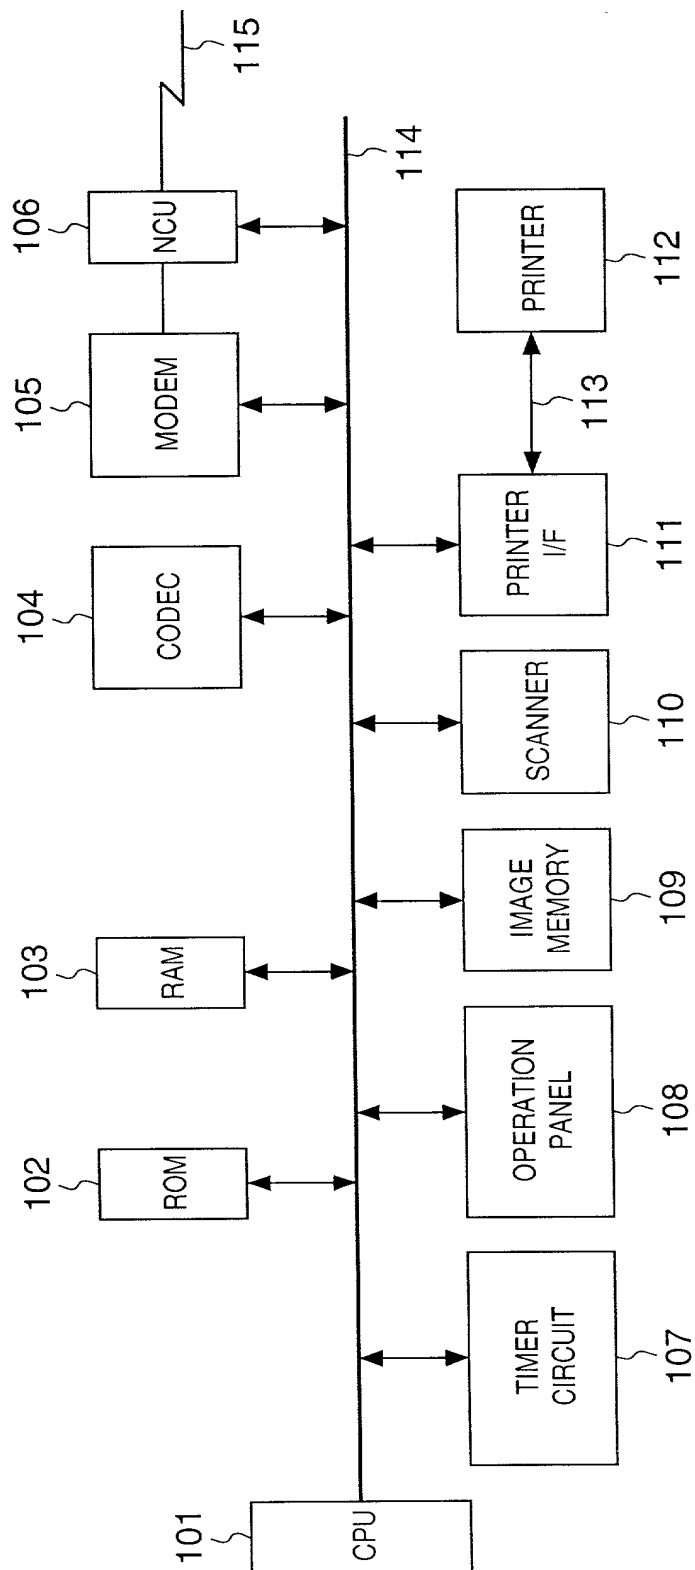 101
CPU
102
ROM
103
RAM
104
CODEC
105
MODEM
106
NCU
115
114
TIMER
CIRCUIT
107
OPERATION
PANEL
108
IMAGE
MEMORY
109
SCANNER
110
PRINTER
I/F
111
113
PRINTER
112